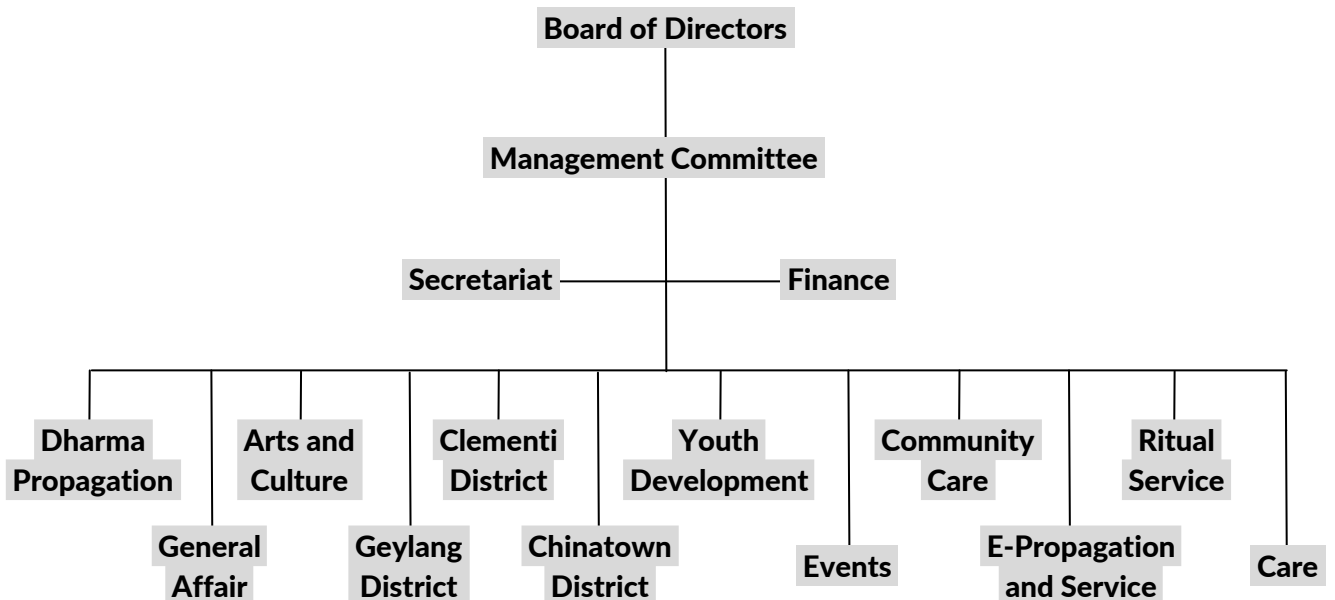 Board of Directors
Management Committee
Secretariat
Finance
Dharma
Propagation
Arts and
Culture
Clementi
District
Youth
Development
Community
Care
Ritual
Service
General
Affair
Geylang
District
Chinatown
District
Events
E-Propagation
and Service
Care